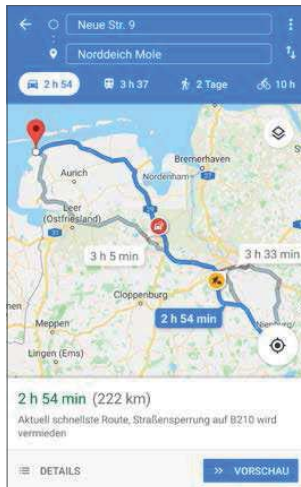 Neue Str. 9
Norddeich Mole
2 h 54
3 h 37
2 Tage
10 h
Bremerhaven
Aurich
Nordenham
27
Leer
(Ostfriesland)
3 h 5 min
3 h 33 min
Cloppenburg
2 h 54 min
Meppen
Lingen (Ems)
2 h 54 min (222 km)
Aktuell schnellste Route, Straßensperrung auf B210 wird
vermieden
DETAILS
VORSCHAU